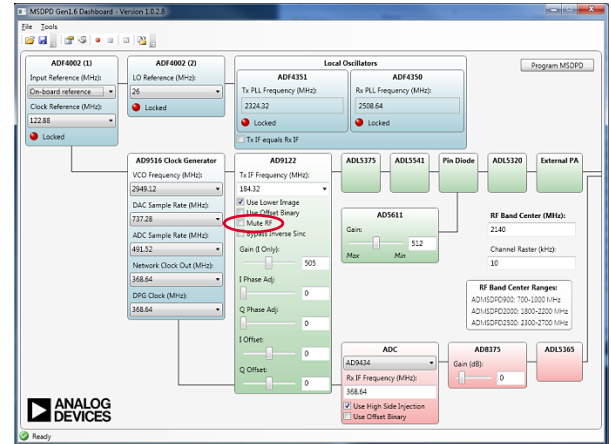 MSDPD Gen1.6 Dashboard - Version 1.0.2.8
File Tools
Program MSDPD
ADF4002 (1)
Input Reference (MHz):
On-board reference
Clock Reference (MHz):
122.88
Locked
ADF4002 (2)
LO Reference (MHz):
26
Locked
Local Oscillators
ADF4351
Tx PLL Frequency (MHz):
2324.32
Locked
Tx IF equals Rx IF
ADF4350
Rx PLL Frequency (MHz):
2508.64
Locked
AD9516 Clock Generator
VCO Frequency (MHz):
2949.12
DAC Sample Rate (MHz):
737.28
ADC Sample Rate (MHz):
491.52
Network Clock Out (MHz):
368.64
DPG Clock (MHz):
368.64
AD9122
Tx IF Frequency (MHz):
184.32
Use Lower Image
Use Offset Binary
Mute RF
Bypass Inverse Sinc
Gain (I Only):
505
I Phase Adj:
0
Q Phase Adj:
0
I Offset:
0
Q Offset:
0
ADL5375
ADL5541
Pin Diode
ADL5320
External PA
AD5611
Gain:
512
Max Min
RF Band Center (MHz):
2140
Channel Raster (kHz):
10
RF Band Center Ranges:
ADMSDPD900: 700-1000 MHz
ADMSDPD2000: 1800-2200 MHz
ADMSDPD2500: 2300-2700 MHz
ADC
AD9434
Rx IF Frequency (MHz):
368.64
Use High Side Injection
Use Offset Binary
AD8375
Gain (dB):
0
ADL5365
ANALOG
DEVICES
Ready